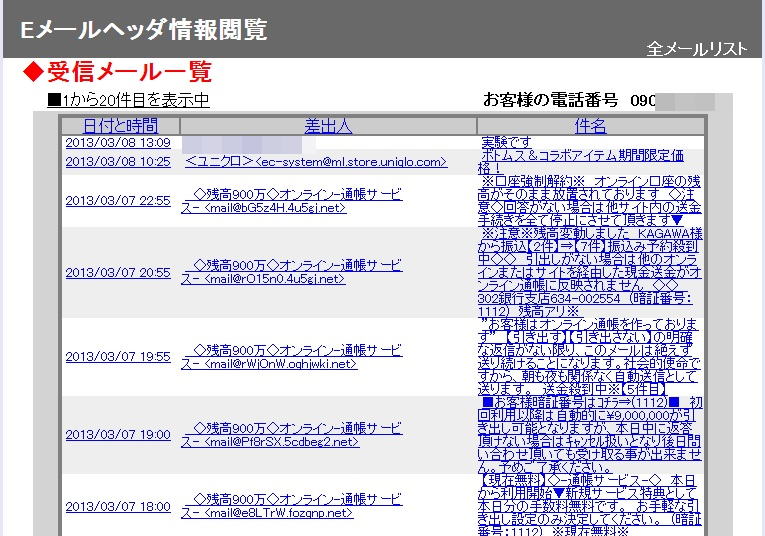 Eメールヘッダ情報閲覧
全メールリスト
◆受信メール一覧
■1から20件目を表示中
お客様の電話番号 090
日付と時間 差出人 件名
2013/03/08 13:09 実験です
2013/03/08 10:25 <ユニクロ><ec-system@ml.store.uniqlo.com> ボトムス&コラボアイテム期間限定価
格!
2013/03/07 22:55 ◇残高900万◇オンライン-通帳サービ
ス- <mail@bG5z4H.4u5gj.net>
※口座強制解約※ オンライン口座の残
高がそのまま放置されております ◇注
意◇回答がない場合は他サイト内の送金
手続きを全て停止にさせて頂きます▼
2013/03/07 20:55 ◇残高900万◇オンライン-通帳サービ
ス- <mail@rO15n0.4u5gj.net>
※注意※残高変動しました KAGAWA様
から振込【2件】⇒【7件】振込み予約殺到
中◇◇ 引出しがない場合は他のオンラ
インまたはサイトを経由した現金送金がオ
ンライン通帳に反映されません ◇◇
302銀行支店634-002554 (暗証番号:
1112) 残高アリ※
2013/03/07 19:55 ◇残高900万◇オンライン-通帳サービ
ス- <mail@rWjOnW.oqhjwki.net>
”お客様はオンライン通帳を作っておりま
す” 【引き出す】【引き出さない】の明確
な返信がない限り、このメールは絶えず
送り続けることになります。社会的使命で
すから、朝も夜も関係なく自動送信として
送ります。 送金殺到中※【5件目】
2013/03/07 19:00 ◇残高900万◇オンライン-通帳サービ
ス- <mail@Pf8rSX.5cdbeg2.net>
■お客様暗証番号はコチラ⇒(1112)■ 初
回利用以降は自動的に¥9,000,000が引
き出し可能となりますが、本日中に返答
頂けない場合はキャンセル扱いとなり後日問
い合わせ頂いても受け取る事が出来ませ
ん。予めご了承ください。
2013/03/07 18:00 ◇残高900万◇オンライン-通帳サービ
ス- <mail@e8LTrW.fozqnp.net>
【現在無料】◇-通帳サービス-◇ 本日
から利用開始▼新規サービス特典として
本日分の手数料無料です。 お手軽な引
き出し設定のみ決定してください。 (暗証
番号:1112) ※現在無料※